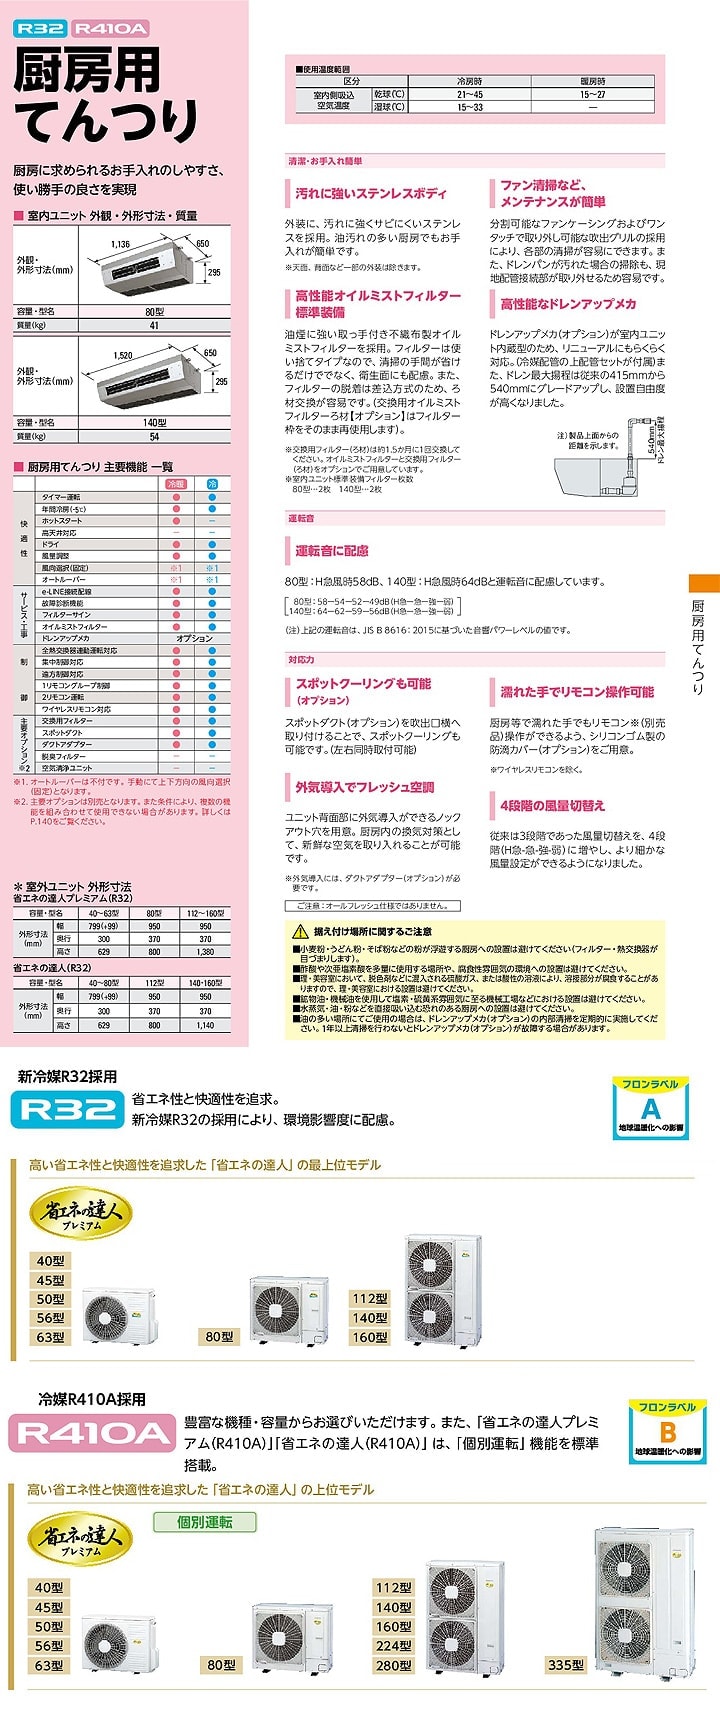 R32 R410A
厨房用
てんつり
厨房に求められるお手入れのしやすさ、
使い勝手の良さを実現
■ 室内ユニット 外観・外形寸法・質量
外観・
外形寸法(mm)
1,136
650
295
容量・型名 80型
質量(kg) 41
外観・
外形寸法(mm)
1,520
650
295
容量・型名 140型
質量(kg) 54
■ 厨房用てんつり 主要機能 一覧
冷暖 冷
快適性
タイマー運転 ● ●
年間冷房(-5℃) ● ●
ホットスタート ● −
高天井対応 − −
ドライ ● ●
風量調整 ● ●
風向選択(固定) ※1 ※1
オートルーバー ※1 ※1
サービス・工事
e-LINE接続配線 ● ●
故障診断機能 ● ●
フィルターサイン ● ●
オイルミストフィルター ● ●
ドレンアップメカ オプション
制御
全熱交換器連動運転対応 ● ●
集中制御対応 ● ●
遠方制御対応 ● ●
1リモコングループ制御 ● ●
2リモコン運転 ● ●
ワイヤレスリモコン対応 ● ●
主要オプション※2
交換用フィルター ● ●
スポットダクト ● ●
ダクトアダプター ● ●
脱臭フィルター − −
空気清浄ユニット − −
※1. オートルーバーは不付です。手動にて上下方向の風向選択
(固定)となります。
※2. 主要オプションは別売となります。また条件により、複数の機
能を組み合わせて使用できない場合があります。詳しくは
P.140をご覧ください。
＊ 室外ユニット 外形寸法
省エネの達人プレミアム(R32)
容量・型名 40〜63型 80型 112〜160型
外形寸法
(mm)
幅 799(+99) 950 950
奥行 300 370 370
高さ 629 800 1,380
省エネの達人(R32)
容量・型名 40〜80型 112型 140・160型
外形寸法
(mm)
幅 799(+99) 950 950
奥行 300 370 370
高さ 629 800 1,140
■使用温度範囲
区分 冷房時 暖房時
室内側吸込
空気温度
乾球(℃) 21〜45 15〜27
湿球(℃) 15〜33 —
清潔・お手入れ簡単
汚れに強いステンレスボディ
外装に、汚れに強くサビにくいステンレ
スを採用。油汚れの多い厨房でもお手
入れが簡単です。
※天面、背面など一部の外装は除きます。
高性能オイルミストフィルター
標準装備
油煙に強い取っ手付き不織布製オイル
ミストフィルターを採用。フィルターは使
い捨てタイプなので、清掃の手間が省け
るだけででなく、衛生面にも配慮。また、
フィルターの脱着は差込方式のため、ろ
材交換が容易です。(交換用オイルミスト
フィルターろ材【オプション】はフィルター
枠をそのまま再使用します)。
※交換用フィルター(ろ材)は約1.5か月に1回交換して
ください。オイルミストフィルターと交換用フィルター
(ろ材)をオプションでご用意しています。
※室内ユニット標準装備フィルター枚数
80型…2枚 140型…2枚
ファン清掃など、
メンテナンスが簡単
分割可能なファンケーシングおよびワン
タッチで取り外し可能な吹出グリルの採用
により、各部の清掃が容易にできます。ま
た、ドレンパンが汚れた場合の掃除も、現
地配管接続部が取り外せるため容易です。
高性能なドレンアップメカ
ドレンアップメカ(オプション)が室内ユニッ
ト内蔵型のため、リニューアルにもらくらく
対応。(冷媒配管の上配管セットが付属)ま
た、ドレン最大揚程は従来の415mmから
540mmにグレードアップし、設置自由度
が高くなりました。
注)製品上面からの
距離を示します。
540mm
ドレン最大揚程
運転音
運転音に配慮
80型:H急風時58dB、140型:H急風時64dBと運転音に配慮しています。
80型:58−54−52−49dB(H急−急−強−弱)
140型:64−62−59−56dB(H急−急−強−弱)
(注)上記の運転音は、JIS B 8616:2015に基づいた音響パワーレベルの値です。
対応力
スポットクーリングも可能
(オプション)
スポットダクト(オプション)を吹出口横へ
取り付けることで、スポットクーリングも
可能です。(左右同時取付可能)
外気導入でフレッシュ空調
ユニット背面部に外気導入ができるノック
アウト穴を用意。厨房内の換気対策とし
て、新鮮な空気を取り入れることが可能
です。
※外気導入には、ダクトアダプター(オプション)が必
要です。
ご注意:オールフレッシュ仕様ではありません。
濡れた手でリモコン操作可能
厨房等で濡れた手でもリモコン※(別売
品)操作ができるよう、シリコンゴム製の
防滴カバー(オプション)をご用意。
※ワイヤレスリモコンを除く。
4段階の風量切替え
従来は3段階であった風量切替えを、4段
階(H急-急-強-弱)に増やし、より細かな
風量設定ができるようになりました。
据え付け場所に関するご注意
■小麦粉・うどん粉・そば粉などの粉が浮遊する厨房への設置は避けてください(フィルター・熱交換器が
目づまりします)。
■酢酸や次亜塩素酸を多量に使用する場所や、腐食性雰囲気の環境への設置は避けてください。
■理・美容室において、脱色剤などに混入される硫酸ガス、または酸性の溶液により、溶接部分が腐食することがあ
りますので、理・美容室における設置は避けてください。
■鉱物油・機械油を使用して塩素・硫黄系雰囲気に至る機械工場などにおける設置は避けてください。
■水蒸気・油・粉などを直接吸い込む恐れのある厨房への設置は避けてください。
■油の多い場所にてご使用の場合は、ドレンアップメカ(オプション)の内部清掃を定期的に実施してくだ
さい。1年以上清掃を行わないとドレンアップメカ(オプション)が故障する場合があります。
厨房用てんつり
新冷媒R32採用
R32
省エネ性と快適性を追求。
新冷媒R32の採用により、環境影響度に配慮。
フロンラベル
A
地球温暖化への影響
高い省エネ性と快適性を追求した「省エネの達人」の最上位モデル
省エネの達人
プレミアム
40型
45型
50型
56型
63型
80型
112型
140型
160型
冷媒R410A採用
R410A
豊富な機種・容量からお選びいただけます。また、「省エネの達人プレミ
アム(R410A)」「省エネの達人(R410A)」は、「個別運転」機能を標準
搭載。
フロンラベル
B
地球温暖化への影響
高い省エネ性と快適性を追求した「省エネの達人」の上位モデル
省エネの達人
プレミアム
個別運転
40型
45型
50型
56型
63型
80型
112型
140型
160型
224型
280型
335型